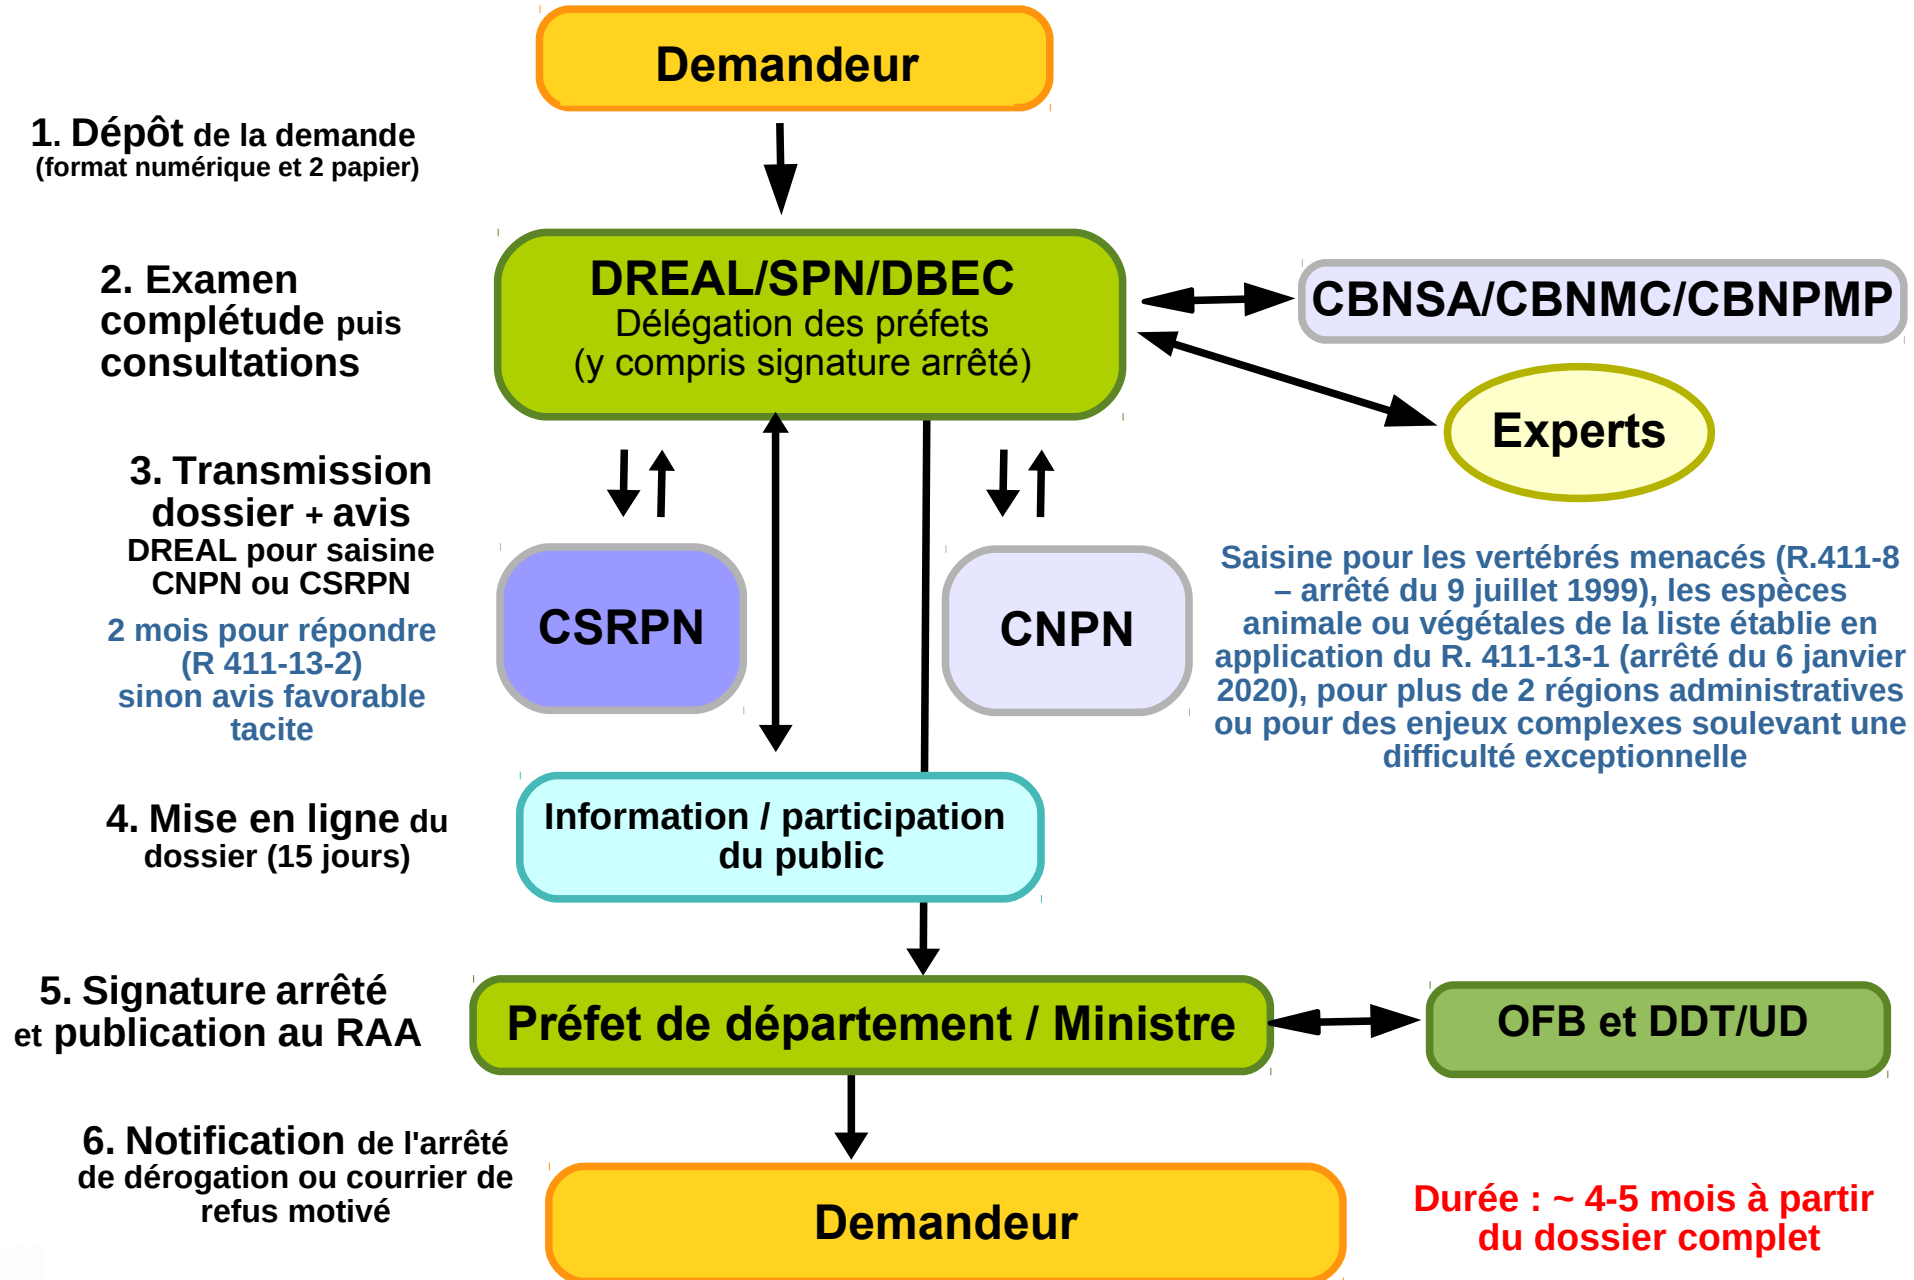 Demandeur
1. Dépôt de la demande
(format numérique et 2 papier)
2. Examen
complétude puis
consultations
DREAL/SPN/DBEC
Délégation des préfets
(y compris signature arrêté)
CBNSA/CBNMC/CBNPMP
Experts
3. Transmission
dossier + avis
DREAL pour saisine
CNPN ou CSRPN
2 mois pour répondre
(R 411-13-2)
sinon avis favorable
tacite
CSRPN
CNPN
Saisine pour les vertébrés menacés (R.411-8
– arrêté du 9 juillet 1999), les espèces
animale ou végétales de la liste établie en
application du R. 411-13-1 (arrêté du 6 janvier
2020), pour plus de 2 régions administratives
ou pour des enjeux complexes soulevant une
difficulté exceptionnelle
4. Mise en ligne du
dossier (15 jours)
Information / participation
du public
5. Signature arrêté
et publication au RAA
Préfet de département / Ministre
OFB et DDT/UD
6. Notification de l'arrêté
de dérogation ou courrier de
refus motivé
Demandeur
Durée : ~ 4-5 mois à partir
du dossier complet